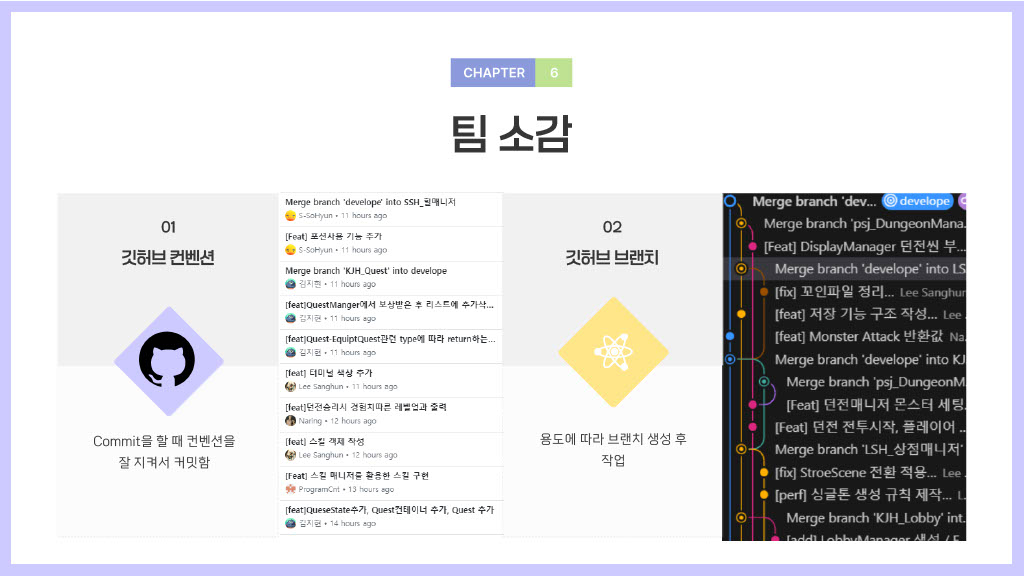 CHAPTER 6
팀 소감
01
깃허브 컨벤션
Commit을 할 때 컨벤션을
잘 지켜서 커밋함
Merge branch 'develope' into SSH_힐매니저
S-SoHyun • 11 hours ago
[Feat] 포션사용 기능 추가
S-SoHyun • 11 hours ago
Merge branch 'KJH_Quest' into develope
김지현 • 11 hours ago
[feat]QuestManger에서 보상받은 후 리스트에 추가삭...
김지현 • 11 hours ago
[feat]Quest-EquiptQuest관련 type에 따라 return하는...
김지현 • 11 hours ago
[feat] 터미널 색상 추가
Lee Sanghun • 11 hours ago
[feat]던전승리시 경험치따른 레벨업과 출력
Naring • 12 hours ago
[feat] 스킬 객체 작성
Lee Sanghun • 12 hours ago
[Feat] 스킬 매니저를 활용한 스킬 구현
ProgramCnt • 13 hours ago
[feat]QueseState추가, Quest컨테이너 추가, Quest 추가
김지현 • 14 hours ago
02
깃허브 브랜치
용도에 따라 브랜치 생성 후
작업
Merge branch 'dev... develope
Merge branch 'psj_DungeonMana.
[Feat] DisplayManager 던전씬 부...
Merge branch 'develope' into LS
[fix] 꼬인파일 정리... Lee Sanghun
[feat] 저장 기능 구조 작성... Lee
[feat] Monster Attack 반환값 Na.
Merge branch 'develope' into KJ
Merge branch 'psj_DungeonM.
[Feat] 던전매니저 몬스터 세팅.
[Feat] 던전 전투시작, 플레이어 ..
Merge branch 'LSH_상점매니저'
[fix] StroeScene 전환 적용... Lee
[perf] 싱글톤 생성 규칙 제작... L.
Merge branch 'KJH_Lobby' int.
[add] LobbyManager 생성 / F